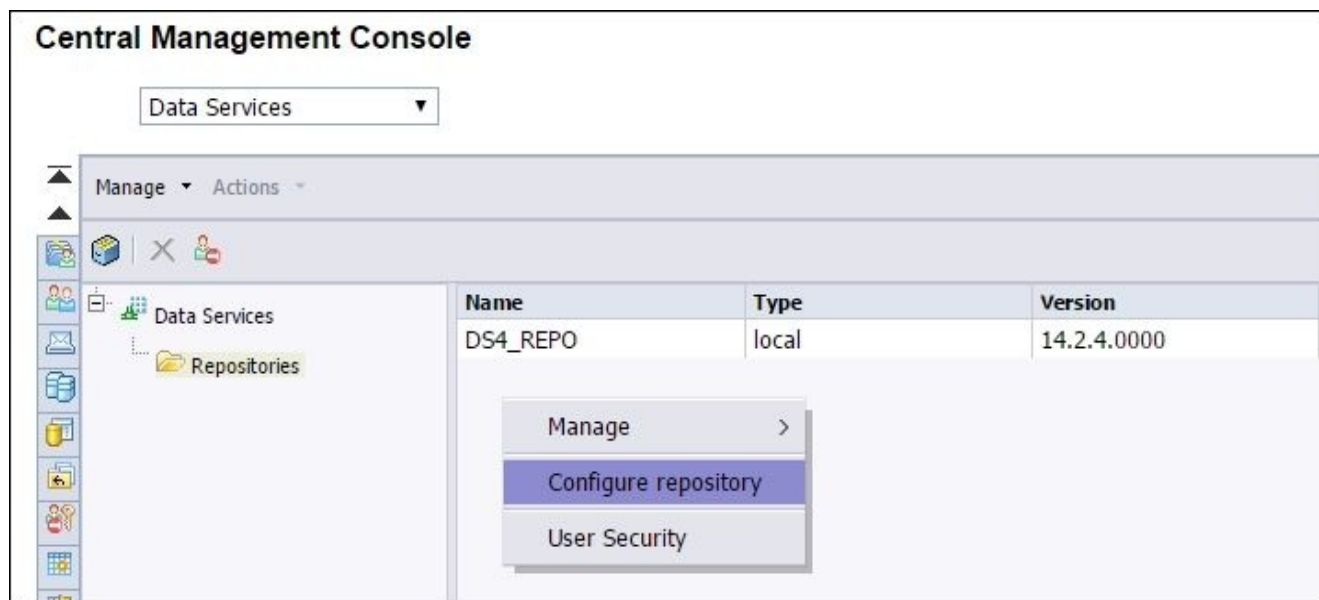 Central Management Console
Data Services
Manage Actions
Data Services
Repositories
Name Type Version
DS4_REPO local 14.2.4.0000
Manage
Configure repository
User Security